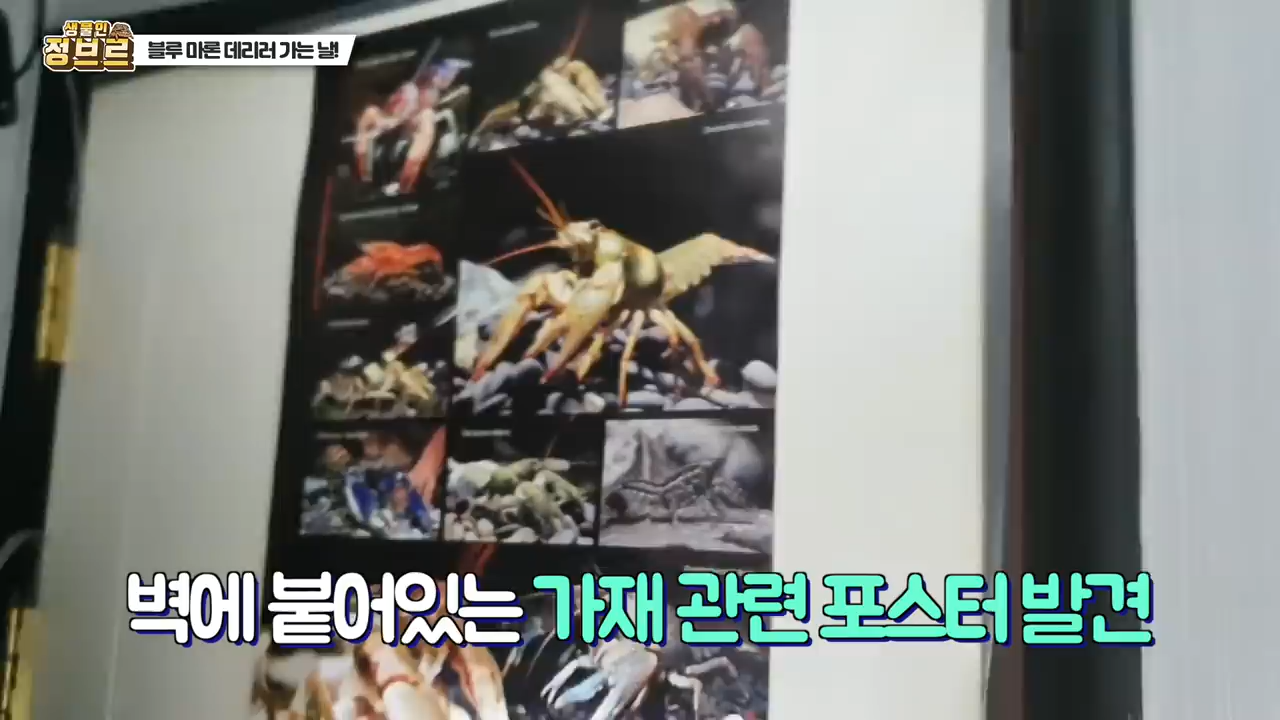 생물인
정브르
블루 마론 데리러 가는 날!
벽에 붙어있는 가재 관련 포스터 발견